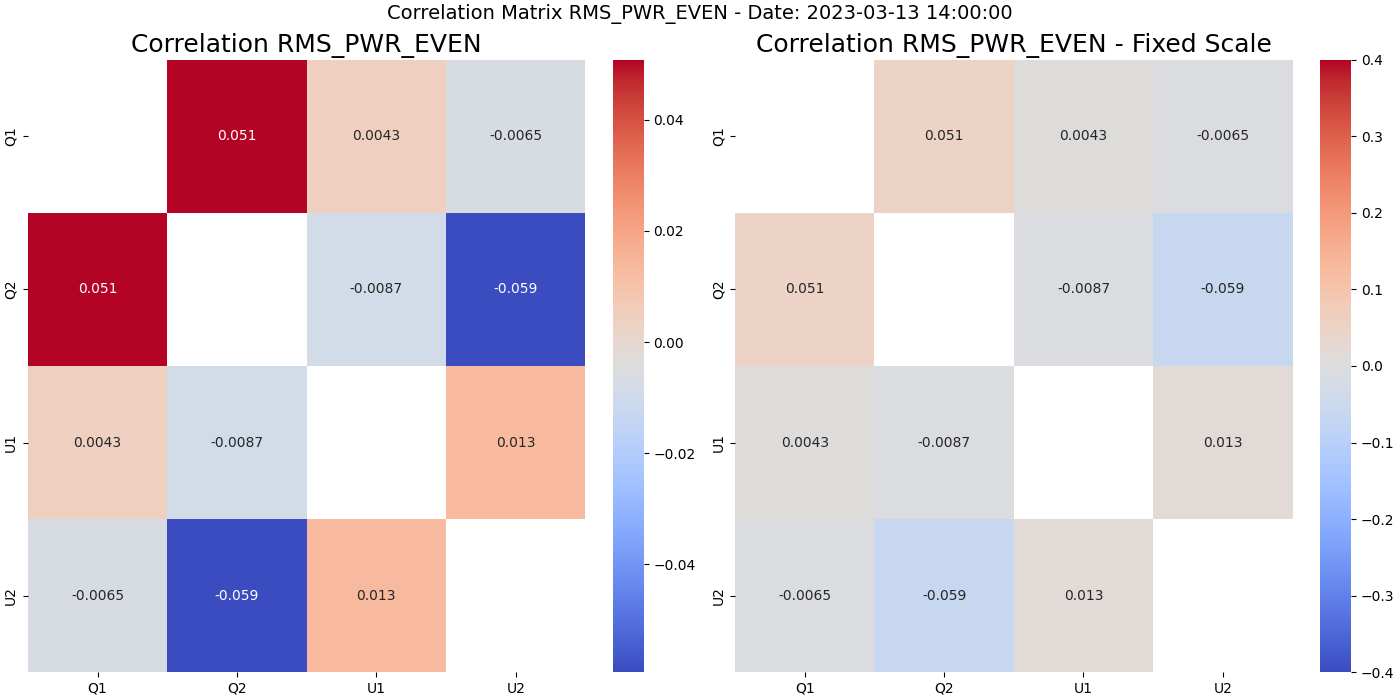 Correlation Matrix RMS_PWR_EVEN - Date: 2023-03-13 14:00:00
Correlation RMS_PWR_EVEN
Q1
0.051
0.0043
-0.0065
Q2
0.051
-0.0087
-0.059
U1
0.0043
-0.0087
0.013
U2
-0.0065
-0.059
0.013
Q1
Q2
U1
U2
0.04
0.02
0.00
−0.02
−0.04
Correlation RMS_PWR_EVEN - Fixed Scale
Q1
0.051
0.0043
-0.0065
Q2
0.051
-0.0087
-0.059
U1
0.0043
-0.0087
0.013
U2
-0.0065
-0.059
0.013
Q1
Q2
U1
U2
0.4
0.3
0.2
0.1
0.0
−0.1
−0.2
−0.3
−0.4